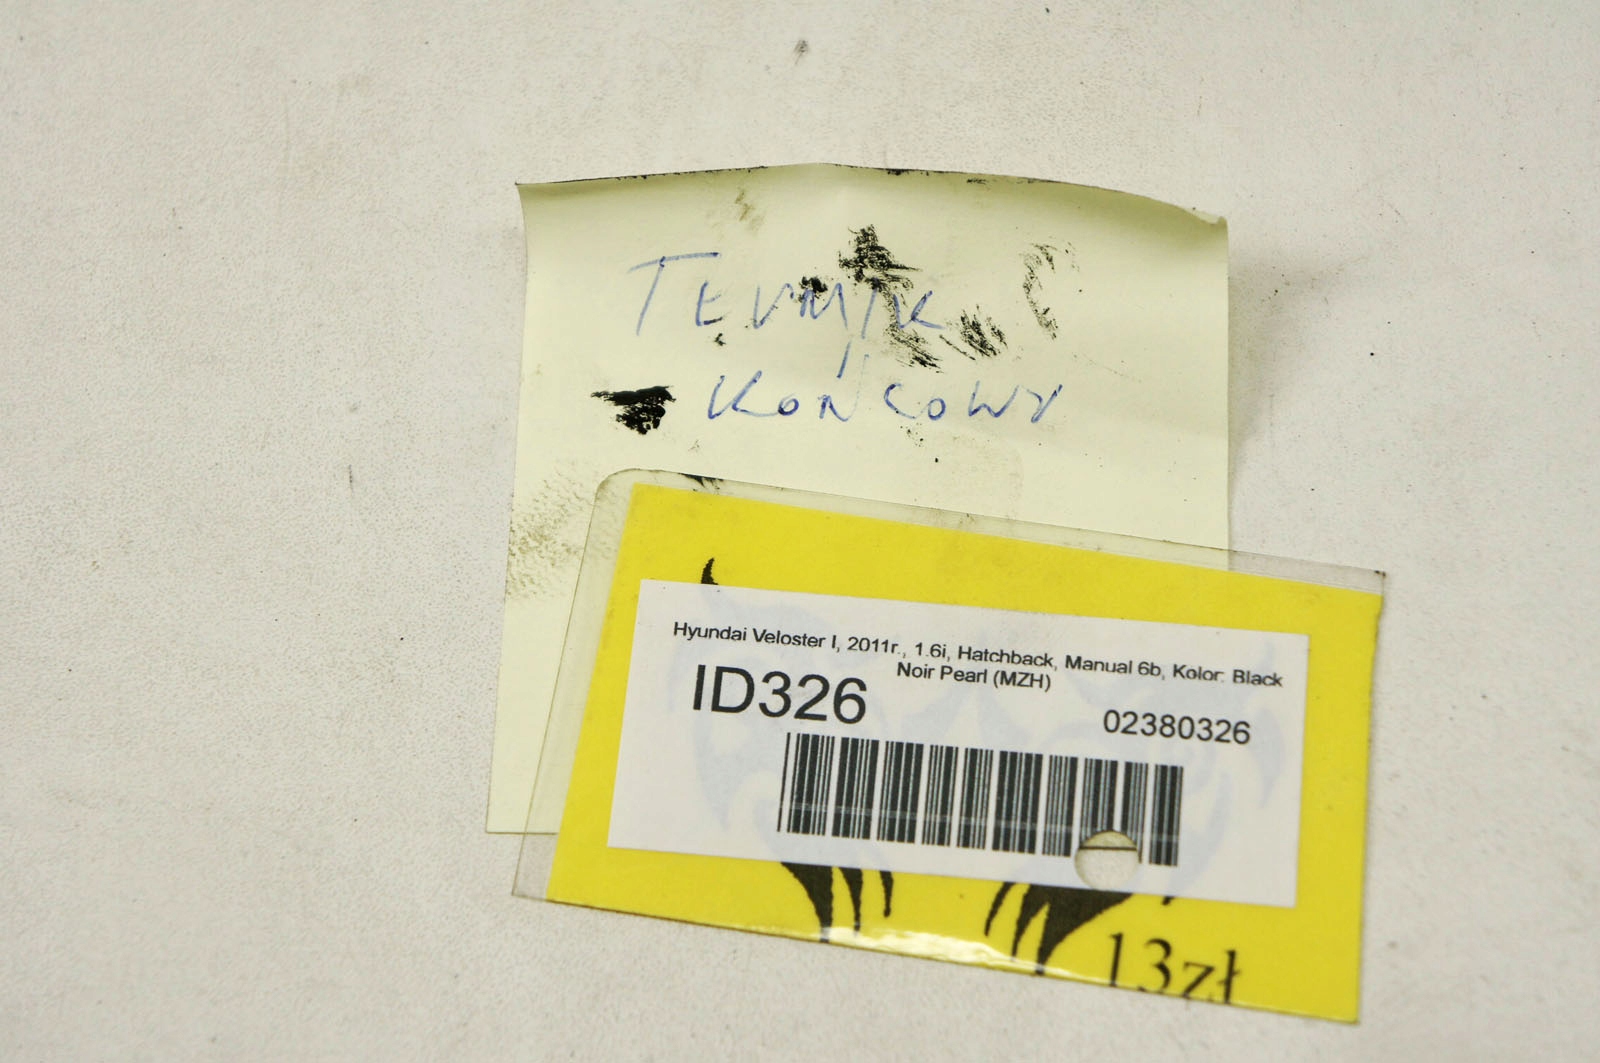 TŁUMIK
KOŃCOWY
Hyundai Veloster I, 2011r., 1.6i, Hatchback, Manual 6b, Kolor: Black
Noir Pearl (MZH)
ID326
02380326
13zł